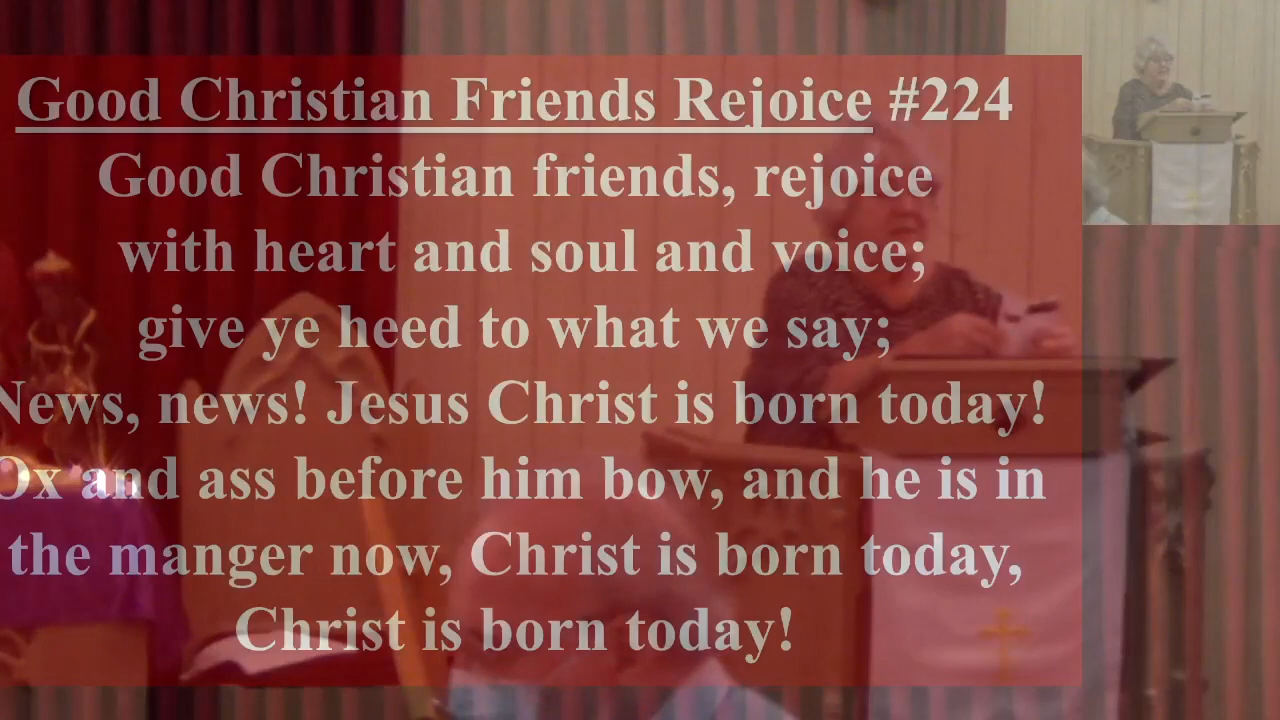 Good Christian Friends Rejoice #224
Good Christian friends, rejoice
with heart and soul and voice;
give ye heed to what we say;
News, news! Jesus Christ is born today!
Ox and ass before him bow, and he is in
the manger now, Christ is born today,
Christ is born today!